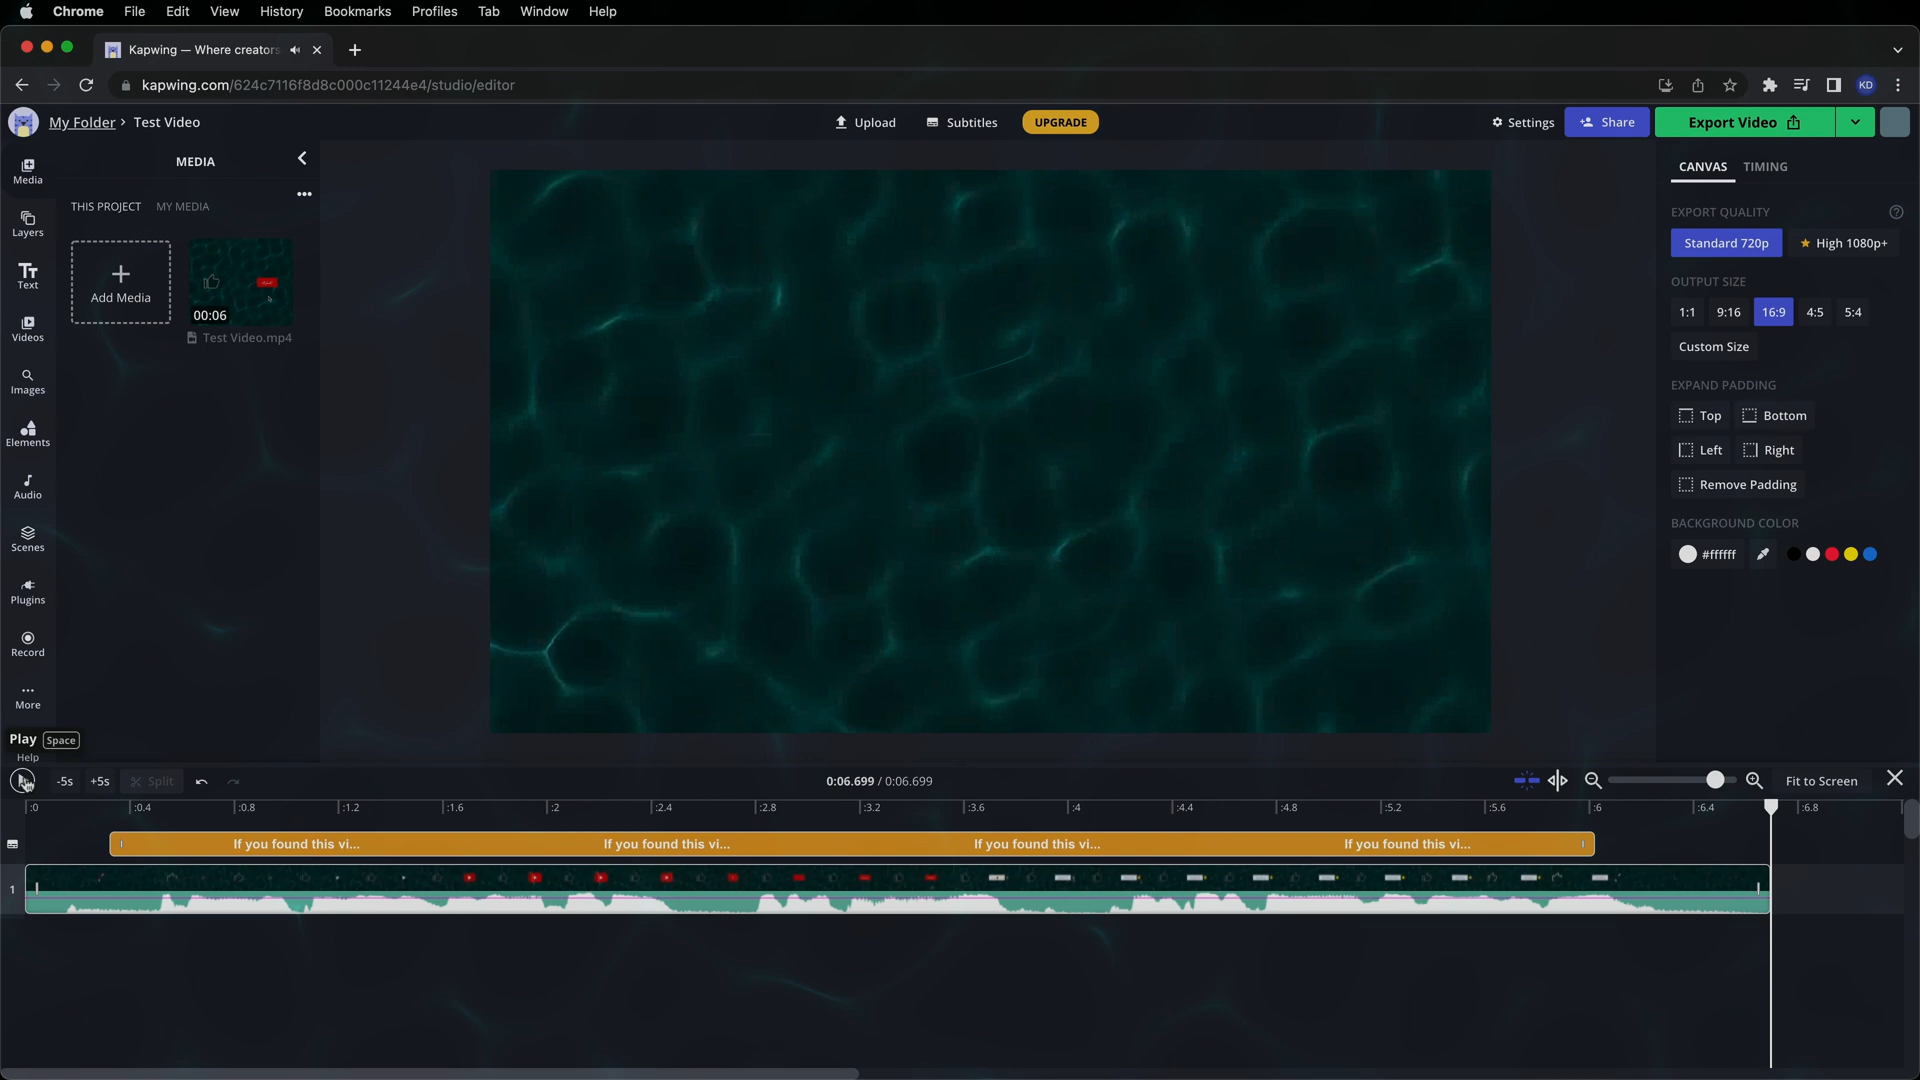 Chrome File Edit View History Bookmarks Profiles Tab Window Help
Kapwing — Where creators
kapwing.com/624c7116f8d8c000c11244e4/studio/editor
KD
My Folder > Test Video
Upload
Subtitles
UPGRADE
Settings
Share
Export Video
Media
Layers
Text
Videos
Images
Elements
Audio
Scenes
Plugins
Record
More
Play Space
Help
MEDIA
THIS PROJECT MY MEDIA
Add Media
00:06
Test Video.mp4
CANVAS TIMING
EXPORT QUALITY
Standard 720p
High 1080p+
OUTPUT SIZE
1:1 9:16 16:9 4:5 5:4
Custom Size
EXPAND PADDING
Top Bottom
Left Right
Remove Padding
BACKGROUND COLOR
#ffffff
-5s +5s Split
0:06.699 / 0:06.699
Fit to Screen
:0 :0.4 :0.8 :1.2 :1.6 :2 :2.4 :2.8 :3.2 :3.6 :4 :4.4 :4.8 :5.2 :5.6 :6 :6.4 :6.8
If you found this vi... If you found this vi... If you found this vi... If you found this vi...
1